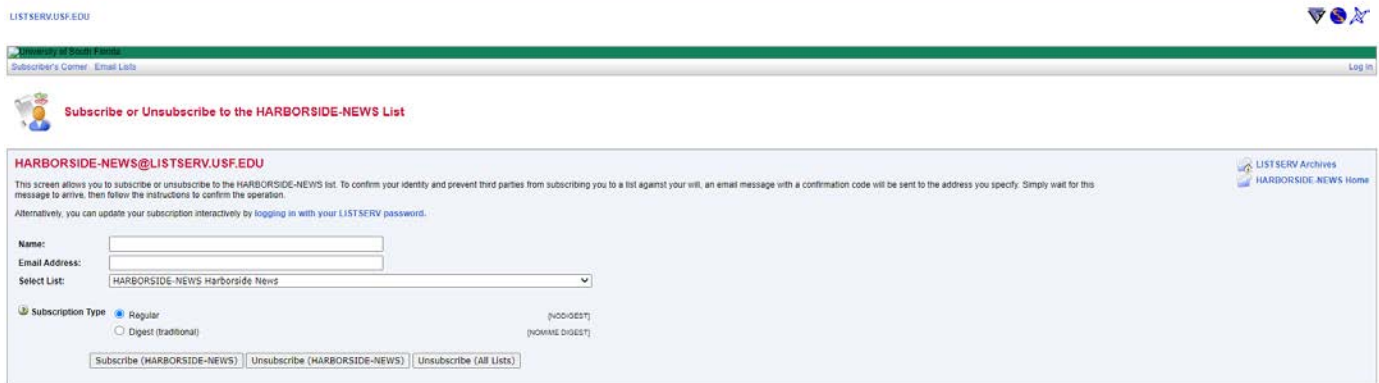 LISTSERV.USF.EDU
University of South Florida
Subscriber's Corner Email Lists
Log In
Subscribe or Unsubscribe to the HARBORSIDE-NEWS List
HARBORSIDE-NEWS@LISTSERV.USF.EDU
LISTSERV Archives
HARBORSIDE-NEWS Home
This screen allows you to subscribe or unsubscribe to the HARBORSIDE-NEWS list. To confirm your identity and prevent third parties from subscribing you to a list against your will, an email message with a confirmation code will be sent to the address you specify. Simply wait for this
message to arrive, then follow the instructions to confirm the operation.
Alternatively, you can update your subscription interactively by logging in with your LISTSERV password.
Name:
Email Address:
Select List: HARBORSIDE-NEWS Harborside News
Subscription Type Regular [NODIGEST]
Digest (traditional) [NOMIME DIGEST]
Subscribe (HARBORSIDE-NEWS) Unsubscribe (HARBORSIDE-NEWS) Unsubscribe (All Lists)